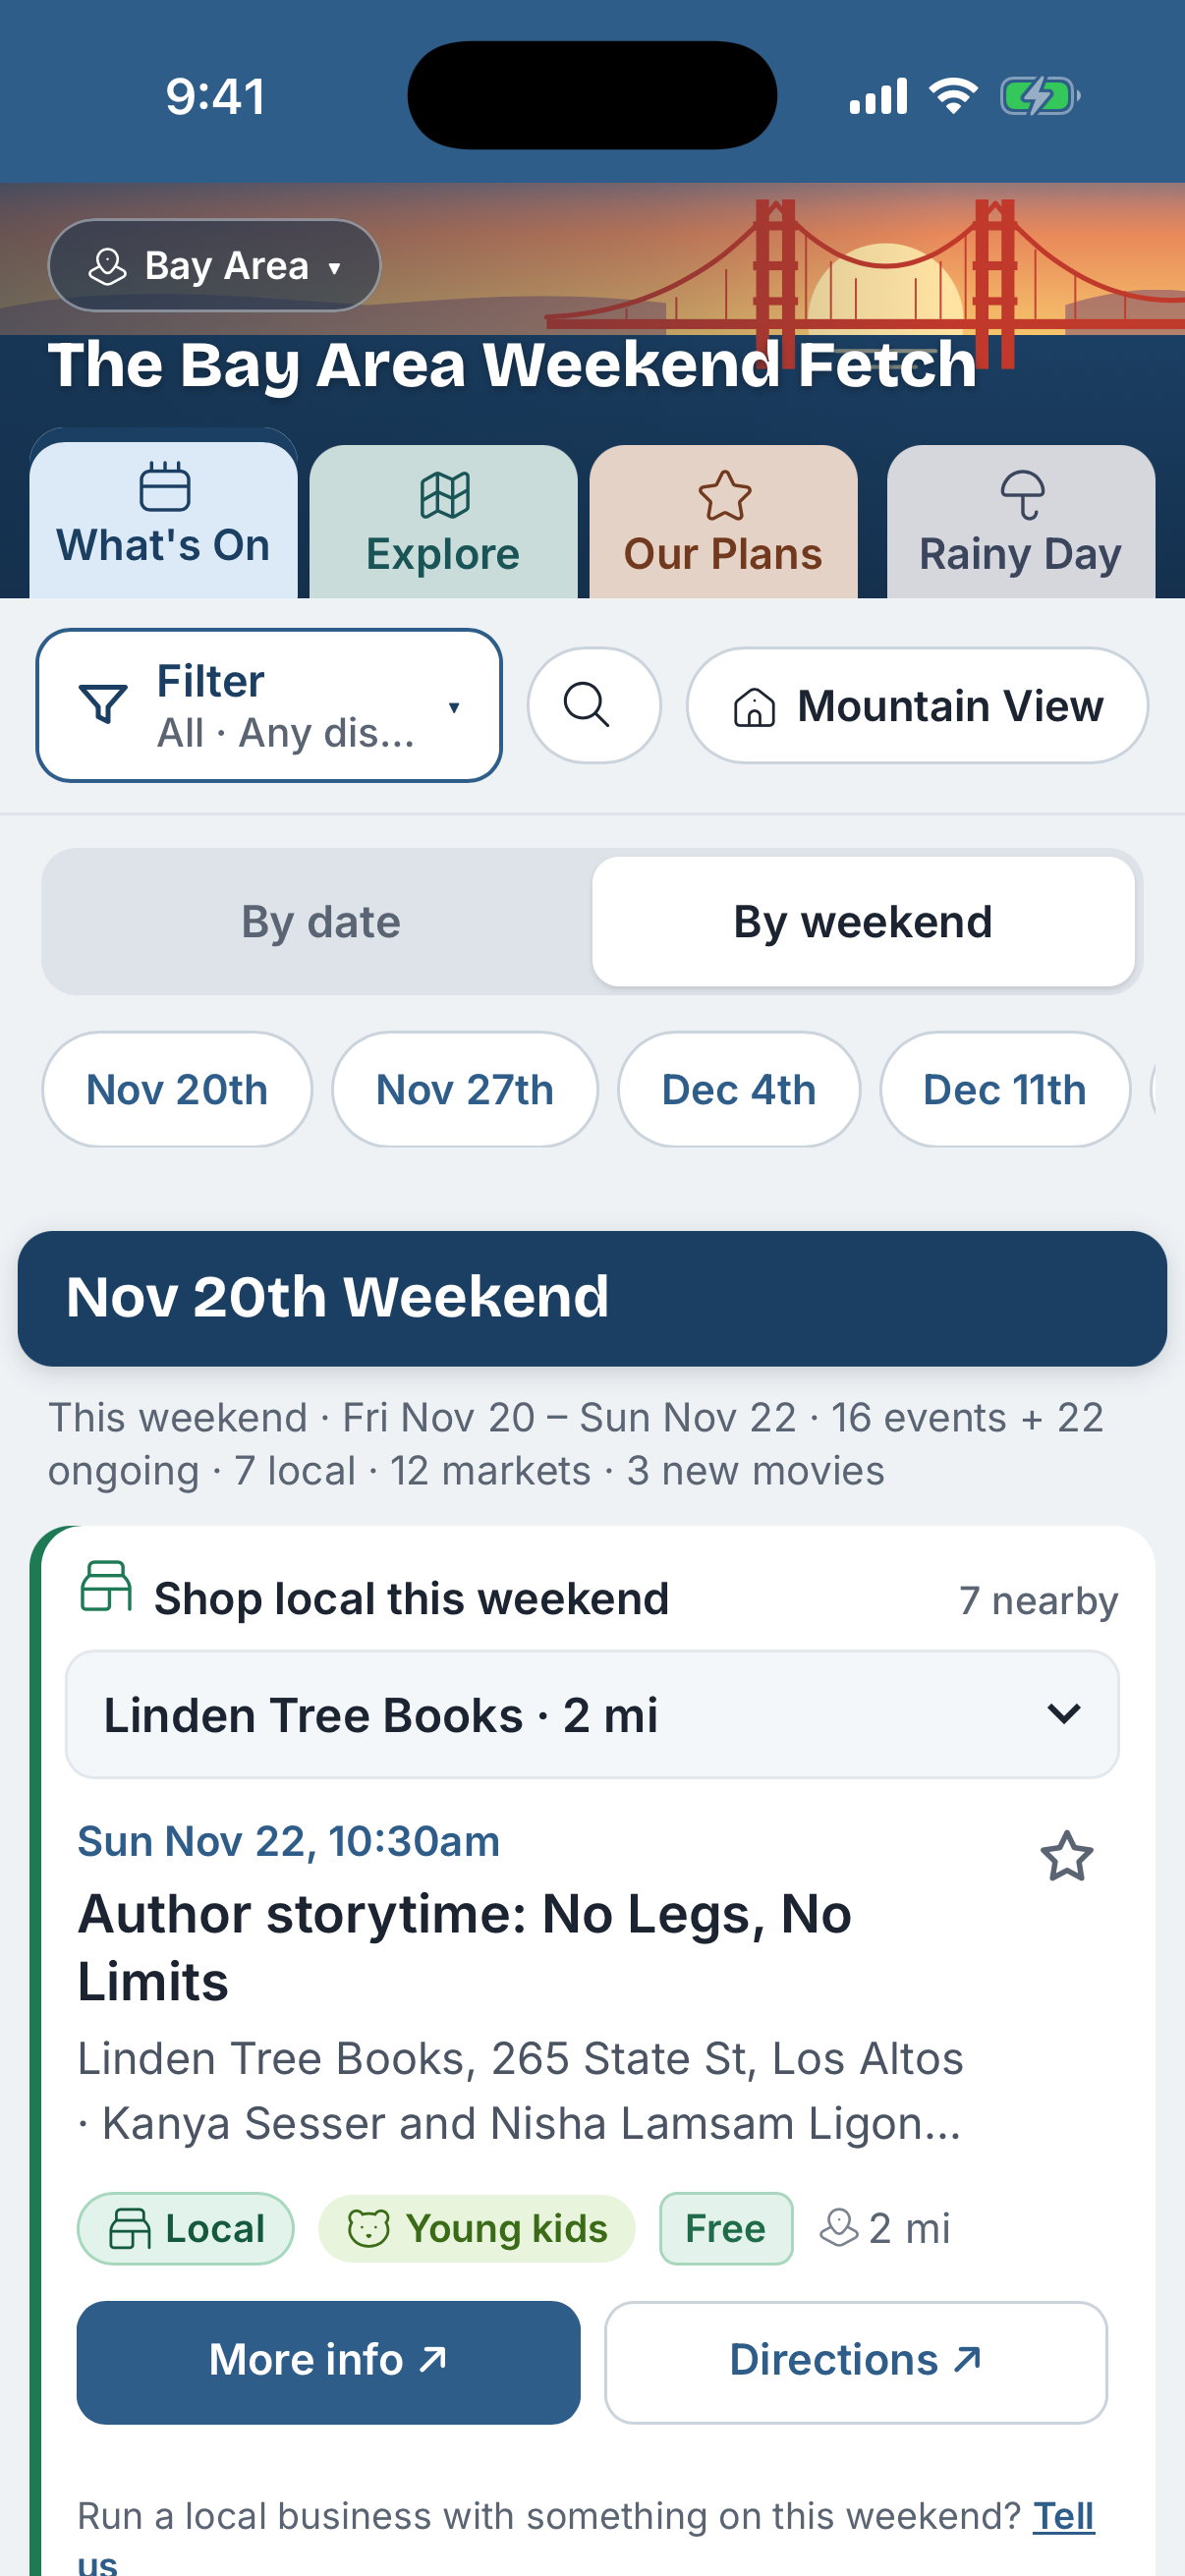 9:41
Bay Area ▾
The Bay Area Weekend Fetch
What's On
Explore
Our Plans
Rainy Day
Filter
All · Any dis...
Mountain View
By date
By weekend
Nov 20th
Nov 27th
Dec 4th
Dec 11th
Nov 20th Weekend
This weekend · Fri Nov 20 – Sun Nov 22 · 16 events + 22
ongoing · 7 local · 12 markets · 3 new movies
Shop local this weekend
7 nearby
Linden Tree Books · 2 mi
Sun Nov 22, 10:30am
Author storytime: No Legs, No
Limits
Linden Tree Books, 265 State St, Los Altos
· Kanya Sesser and Nisha Lamsam Ligon...
Local
Young kids
Free
2 mi
More info ↗
Directions ↗
Run a local business with something on this weekend? Tell
us